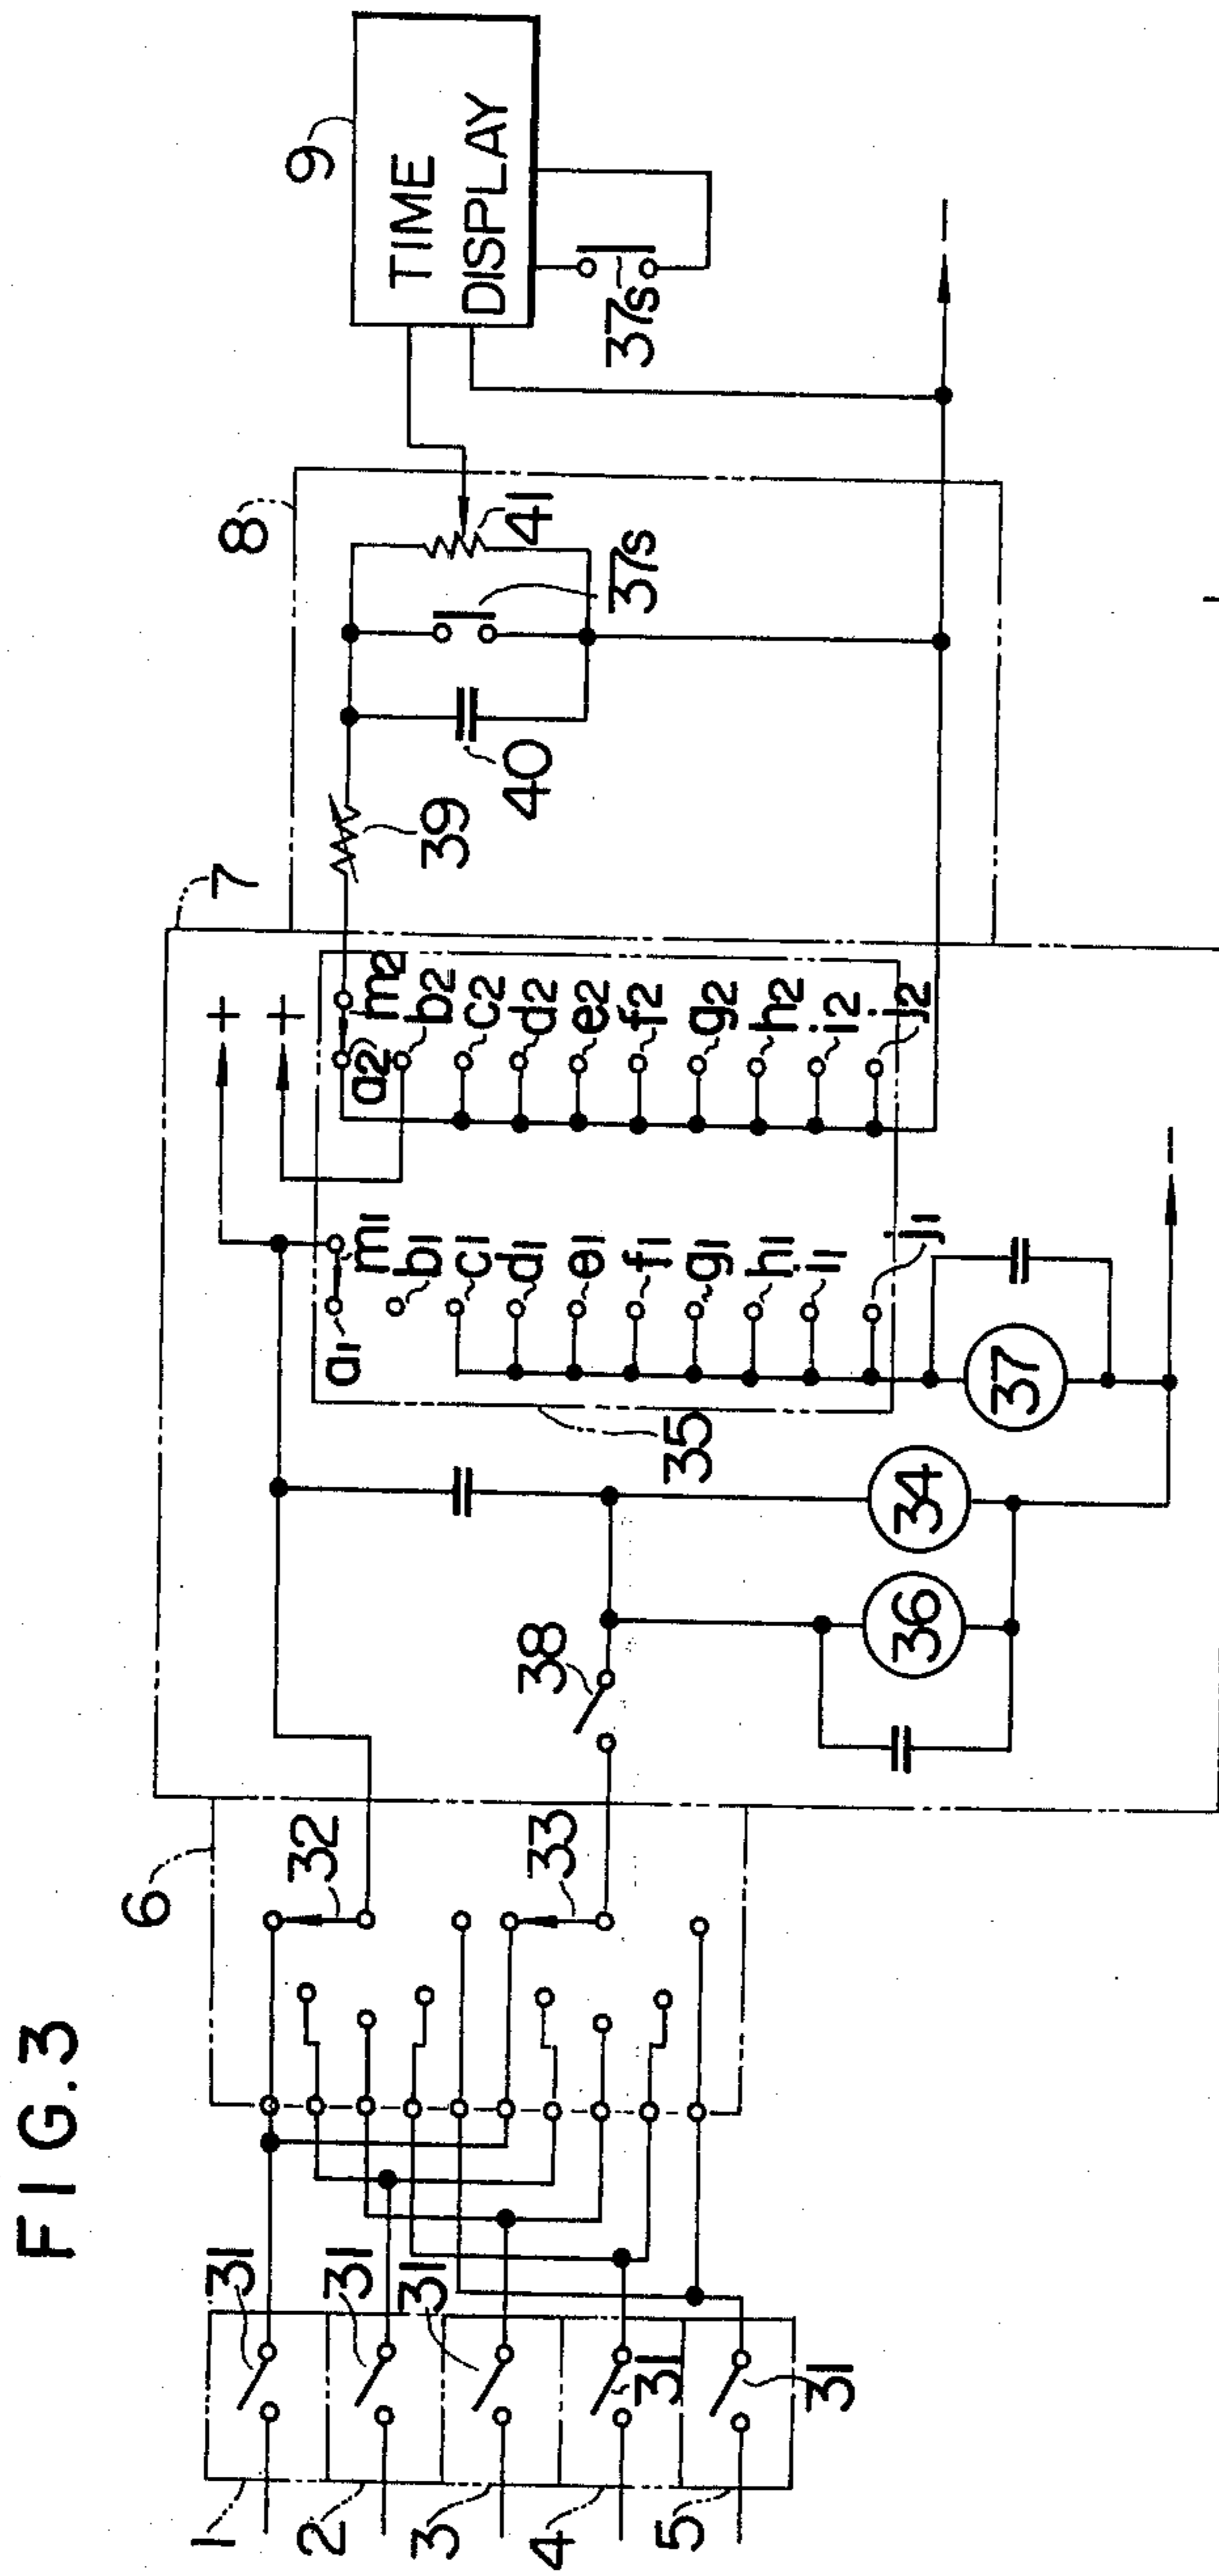 FIG. 3
1
2
3
4
5
31
31
31
31
31
6
32
33
7
38
36
34
37
35
a1
m1
b1
c1
d1
e1
f1
g1
h1
i1
j1
+
+
a2
m2
b2
c2
d2
e2
f2
g2
h2
i2
j2
8
39
40
37s
41
9
TIME
DISPLAY
37s
−
−